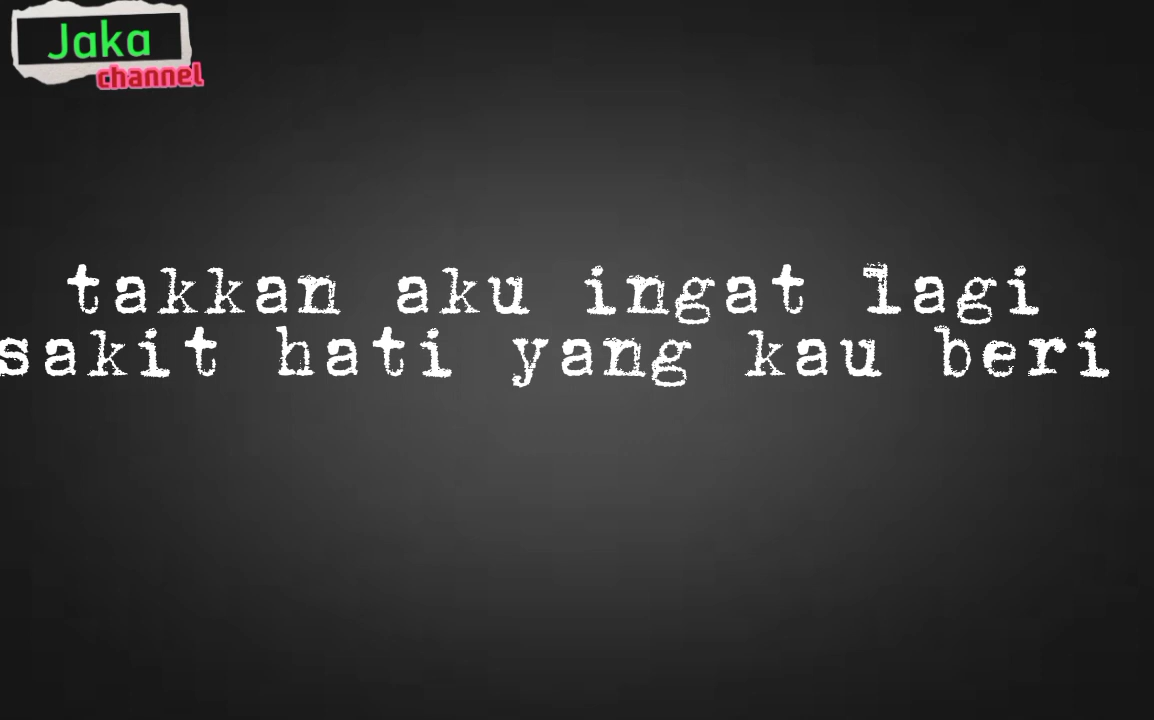 Jaka
channel
takkan aku ingat lagi
sakit hati yang kau beri